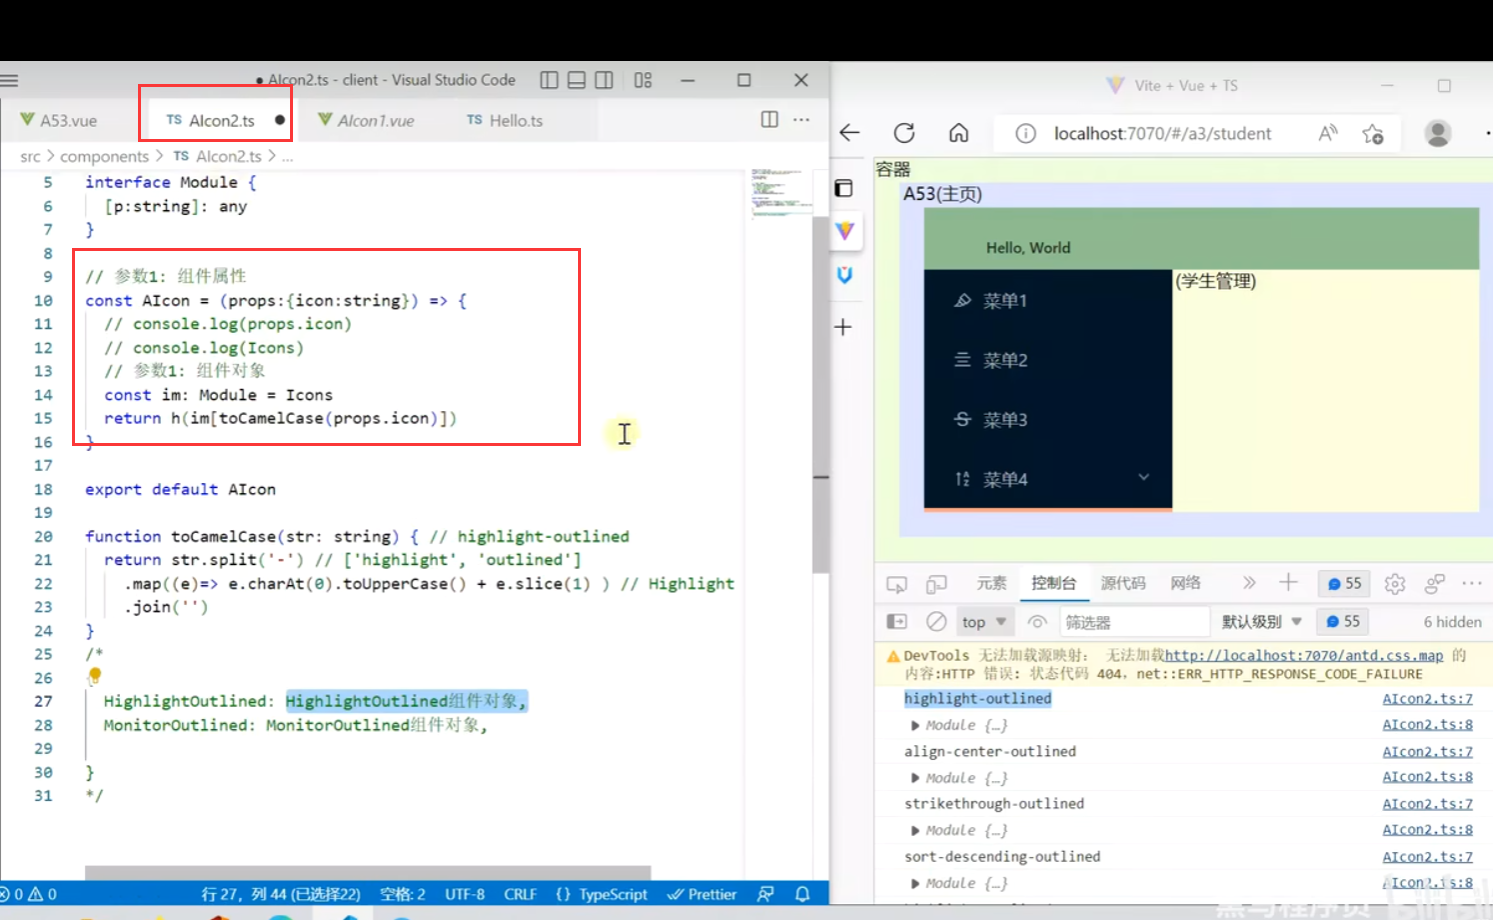 AIcon2.ts - client - Visual Studio Code
A53.vue
TS AIcon2.ts
AIcon1.vue
TS Hello.ts
src > components > TS AIcon2.ts > ...
5 interface Module {
6 [p:string]: any
7 }
8
9 // 参数1: 组件属性
10 const AIcon = (props:{icon:string}) => {
11 // console.log(props.icon)
12 // console.log(Icons)
13 // 参数1: 组件对象
14 const im: Module = Icons
15 return h(im[toCamelCase(props.icon)])
16 }
17
18 export default AIcon
19
20 function toCamelCase(str: string) { // highlight-outlined
21 return str.split('-') // ['highlight', 'outlined']
22 .map((e)=> e.charAt(0).toUpperCase() + e.slice(1) ) // Highlight
23 .join('')
24 }
25 /*
26
27 HighlightOutlined: HighlightOutlined组件对象,
28 MonitorOutlined: MonitorOutlined组件对象,
29
30 }
31 */
0 0
行 27, 列 44 (已选择22)
空格: 2
UTF-8
CRLF
{} TypeScript
Prettier
Vite + Vue + TS
localhost:7070/#/a3/student
容器
A53(主页)
Hello, World
菜单1
菜单2
菜单3
菜单4
(学生管理)
元素
控制台
源代码
网络
55
top
筛选器
默认级别
55
6 hidden
DevTools 无法加载源映射: 无法加载http://localhost:7070/antd.css.map 的
内容:HTTP 错误: 状态代码 404, net::ERR_HTTP_RESPONSE_CODE_FAILURE
highlight-outlined AIcon2.ts:7
Module {…} AIcon2.ts:8
align-center-outlined AIcon2.ts:7
Module {…} AIcon2.ts:8
strikethrough-outlined AIcon2.ts:7
Module {…} AIcon2.ts:8
sort-descending-outlined AIcon2.ts:7
Module {…} AIcon2.ts:8